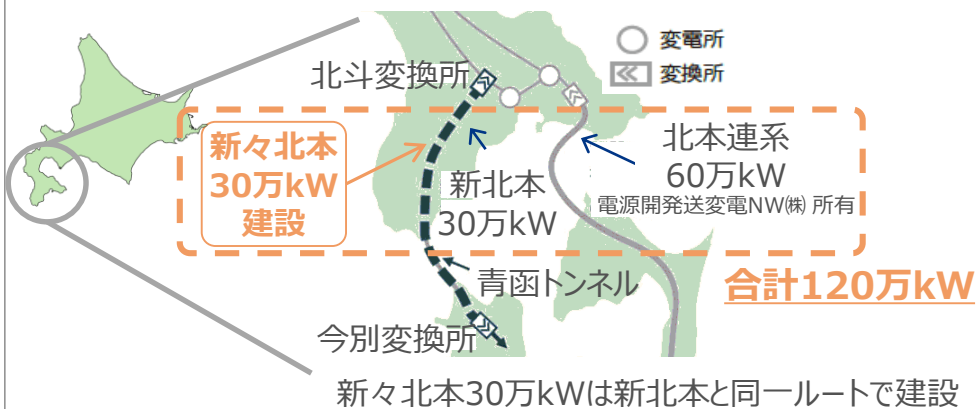 変電所
変換所
北斗変換所
新々北本
30万kW
建設
新北本
30万kW
北本連系
60万kW
電源開発送変電NW㈱ 所有
青函トンネル
合計120万kW
今別変換所
新々北本30万kWは新北本と同一ルートで建設